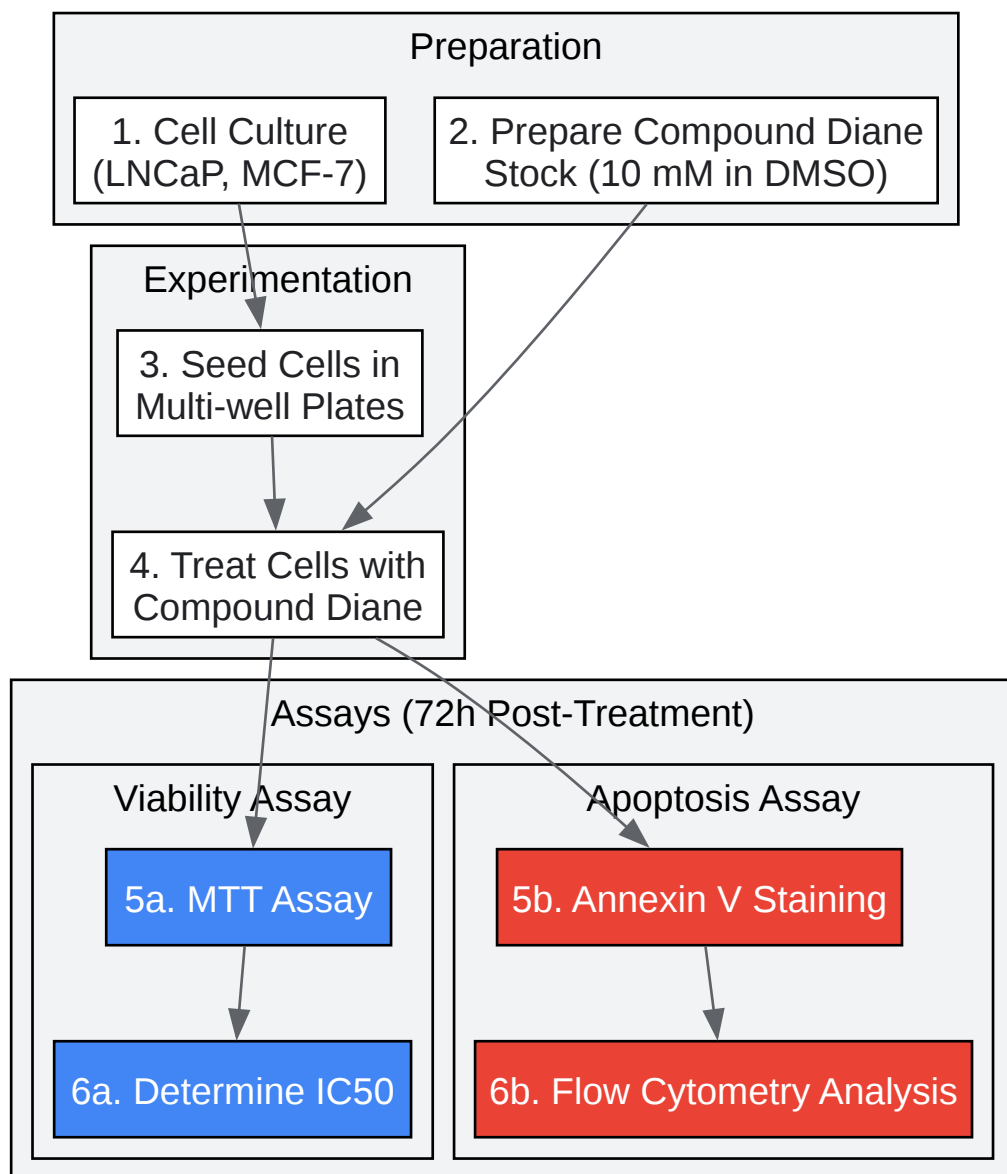 Preparation
1. Cell Culture
(LNCaP, MCF-7)
2. Prepare Compound Diane
Stock (10 mM in DMSO)
Experimentation
3. Seed Cells in
Multi-well Plates
4. Treat Cells with
Compound Diane
Assays (72h Post-Treatment)
Viability Assay
5a. MTT Assay
6a. Determine IC50
Apoptosis Assay
5b. Annexin V Staining
6b. Flow Cytometry Analysis